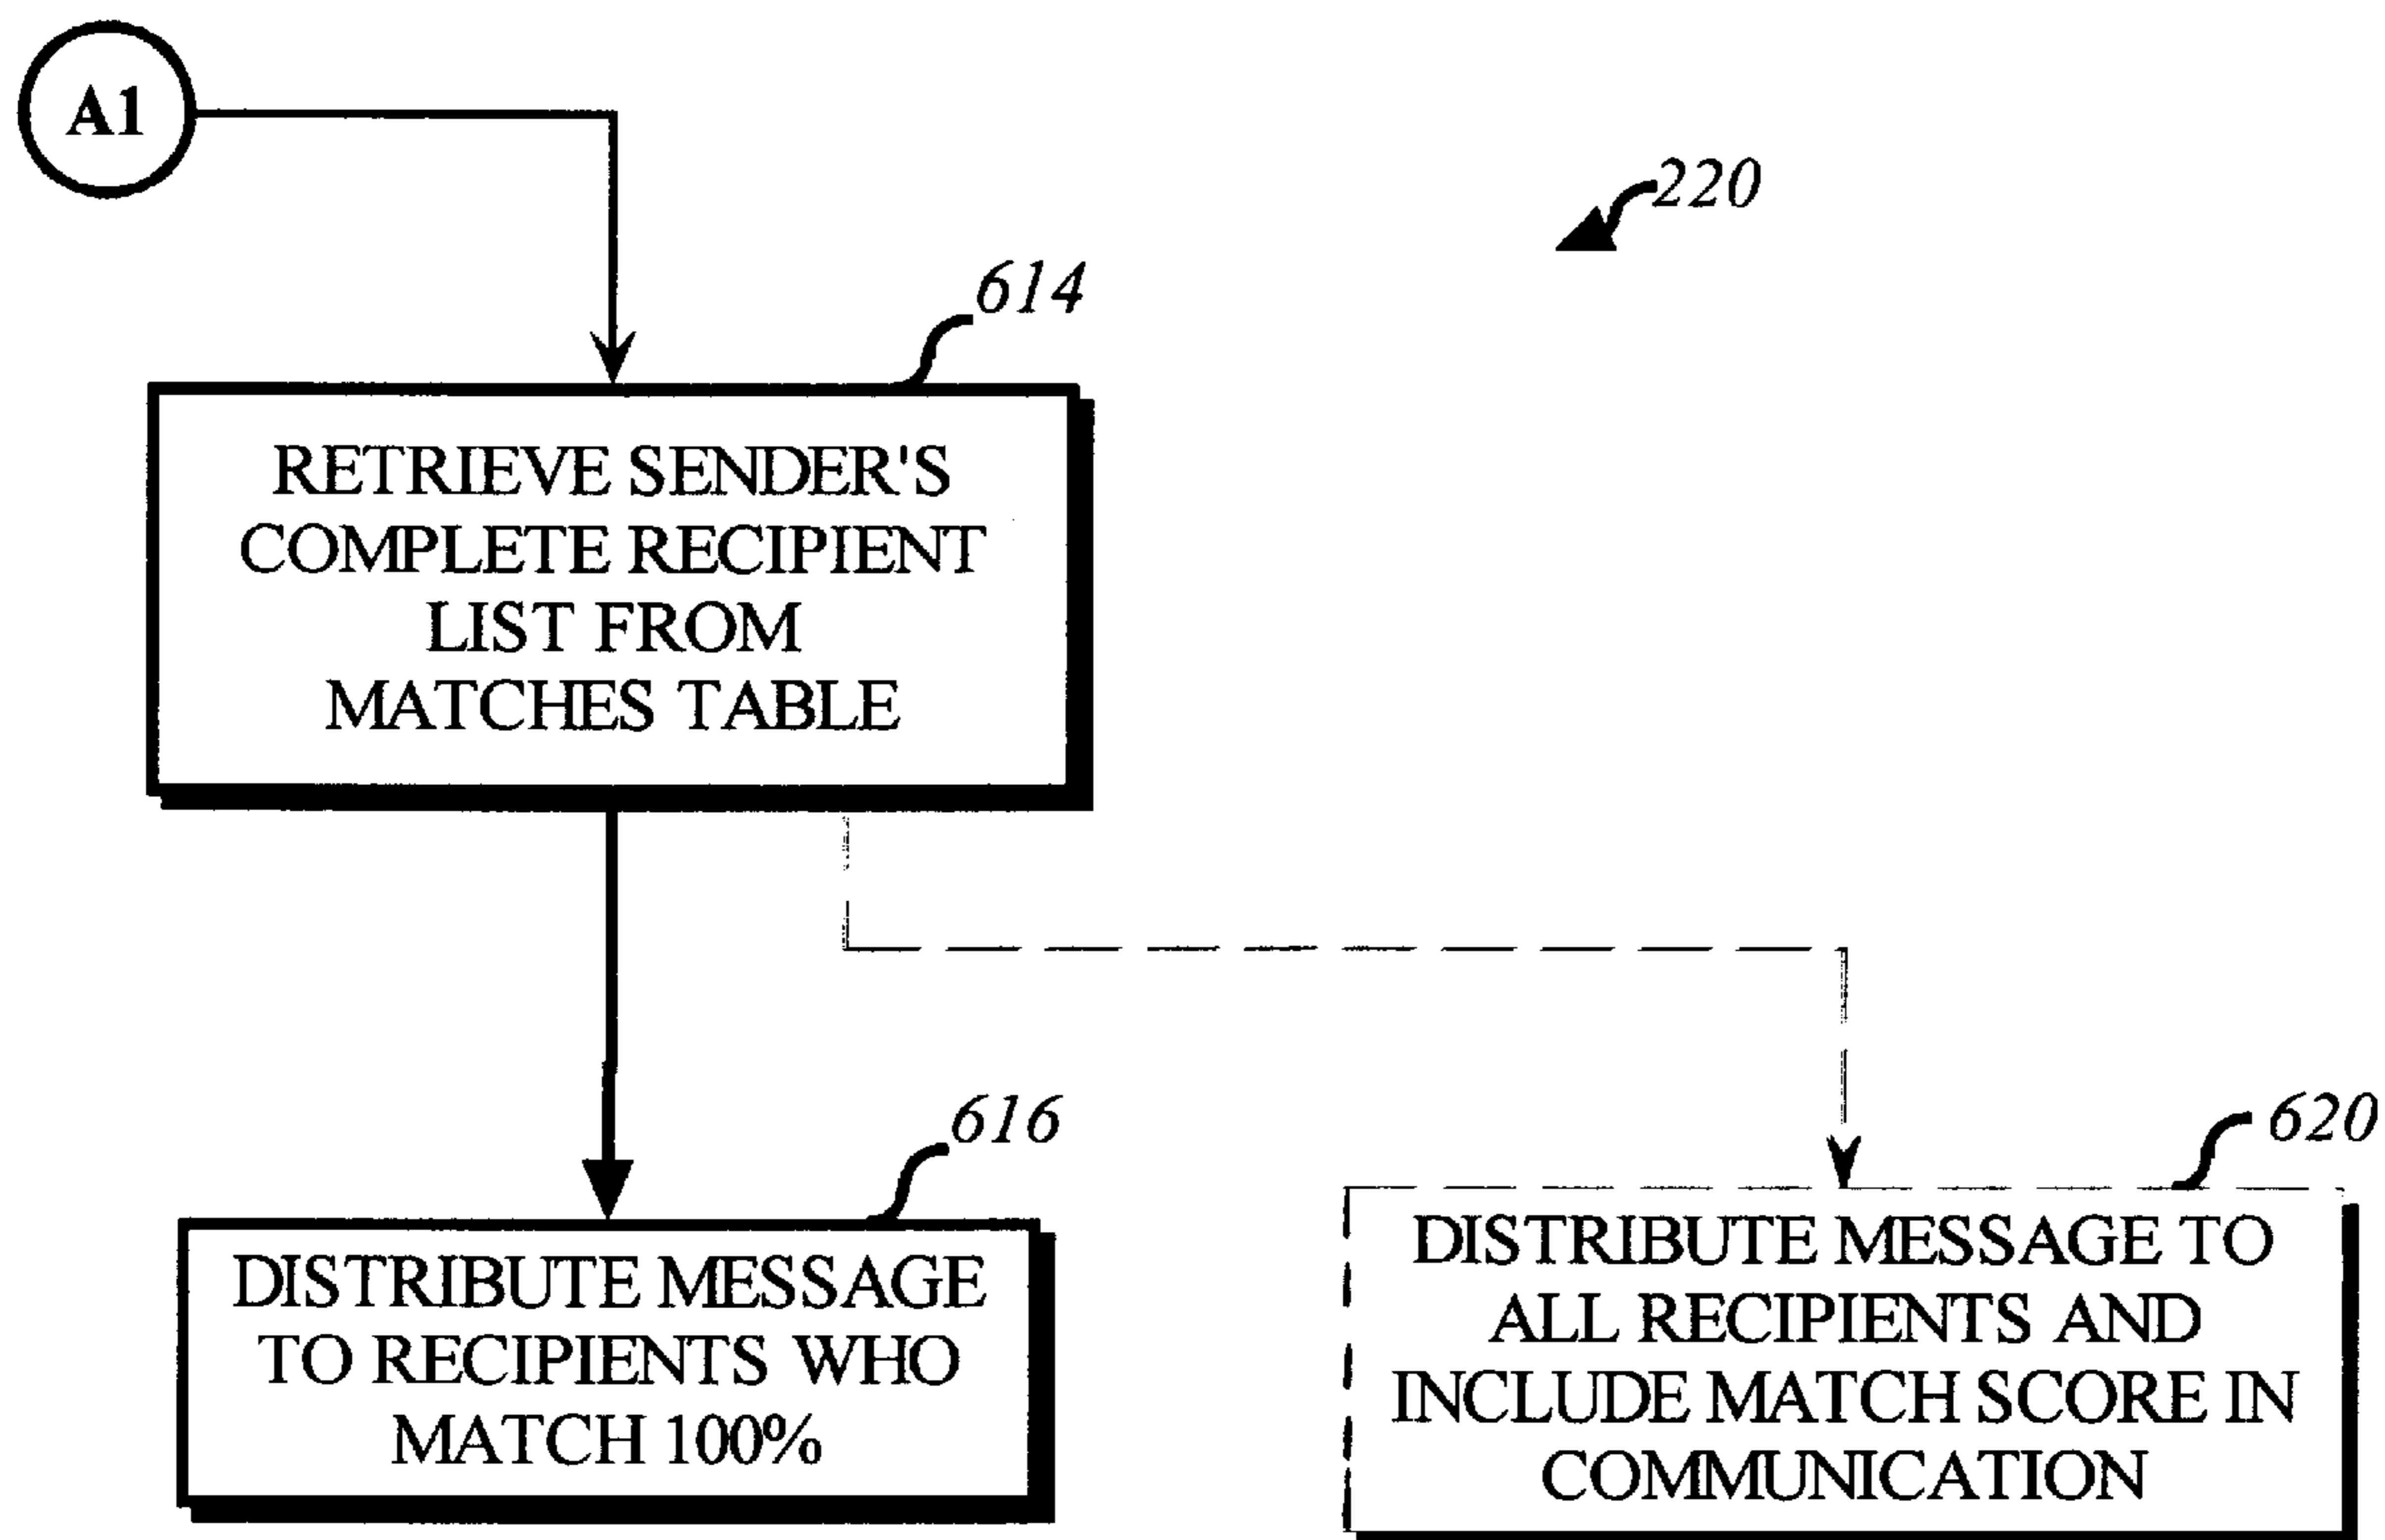 A1
220
614
RETRIEVE SENDER'S
COMPLETE RECIPIENT
LIST FROM
MATCHES TABLE
616
DISTRIBUTE MESSAGE
TO RECIPIENTS WHO
MATCH 100%
620
DISTRIBUTE MESSAGE TO
ALL RECIPIENTS AND
INCLUDE MATCH SCORE IN
COMMUNICATION